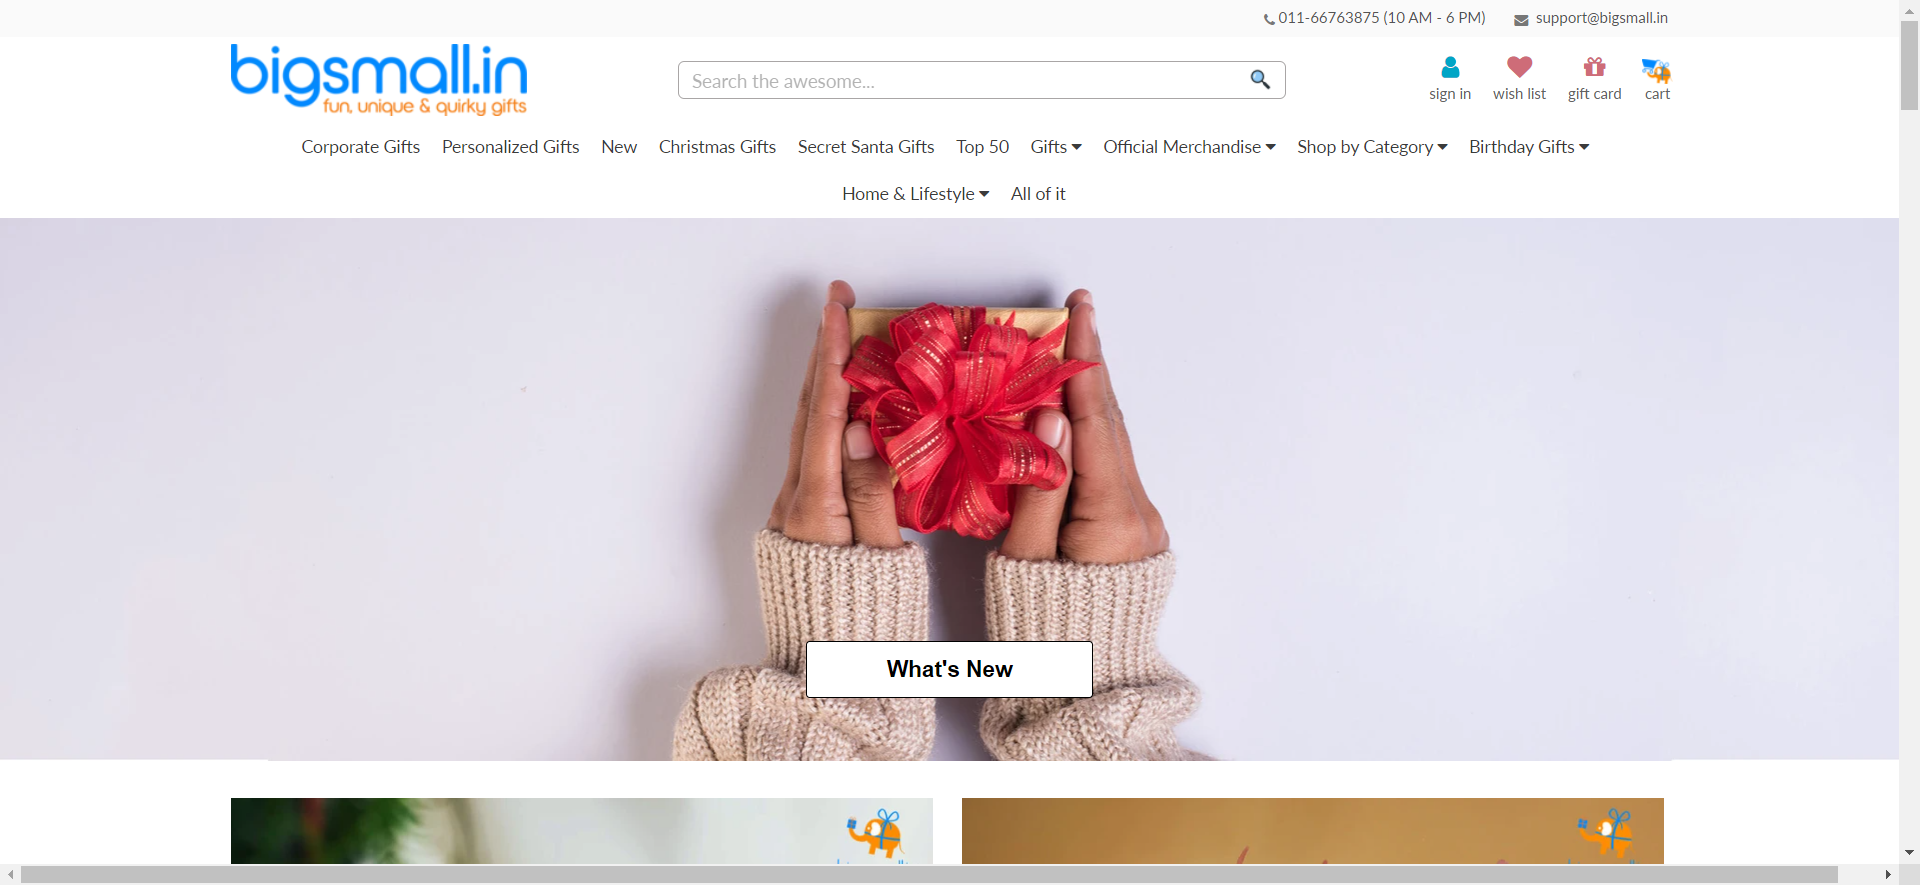 011-66763875 (10 AM - 6 PM) support@bigsmall.in
bigsmall.in
fun, unique & quirky gifts
Search the awesome...
sign in wish list gift card cart
Corporate Gifts Personalized Gifts New Christmas Gifts Secret Santa Gifts Top 50 Gifts Official Merchandise Shop by Category Birthday Gifts
Home & Lifestyle All of it
What's New